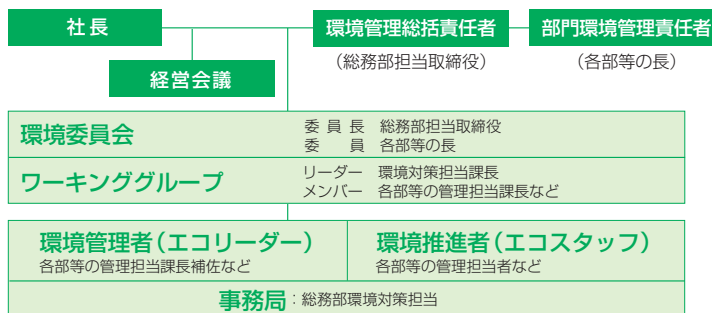 社長
環境管理総括責任者
部門環境管理責任者
(総務部担当取締役)
(各部等の長)
経営会議
環境委員会
委員長 総務部担当取締役
委員 各部等の長
ワーキンググループ
リーダー 環境対策担当課長
メンバー 各部等の管理担当課長など
環境管理者(エコリーダー)
各部等の管理担当課長補佐など
環境推進者(エコスタッフ)
各部等の管理担当者など
事務局:総務部環境対策担当